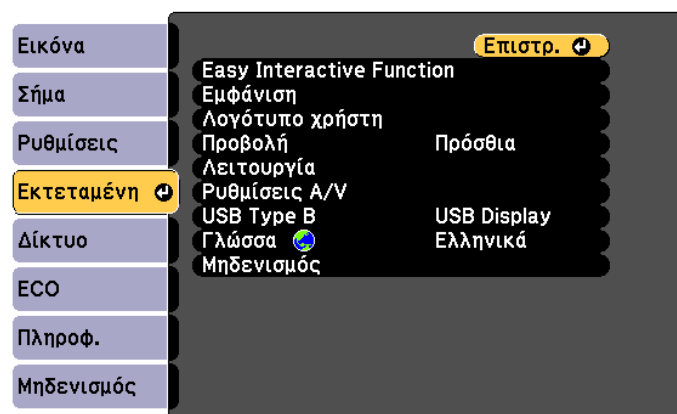 Εικόνα
Σήμα
Ρυθμίσεις
Εκτεταμένη
Δίκτυο
ECO
Πληροφ.
Μηδενισμός
Επιστρ.
Easy Interactive Function
Εμφάνιση
Λογότυπο χρήστη
Προβολή Πρόσθια
Λειτουργία
Ρυθμίσεις A/V
USB Type B USB Display
Γλώσσα Ελληνικά
Μηδενισμός